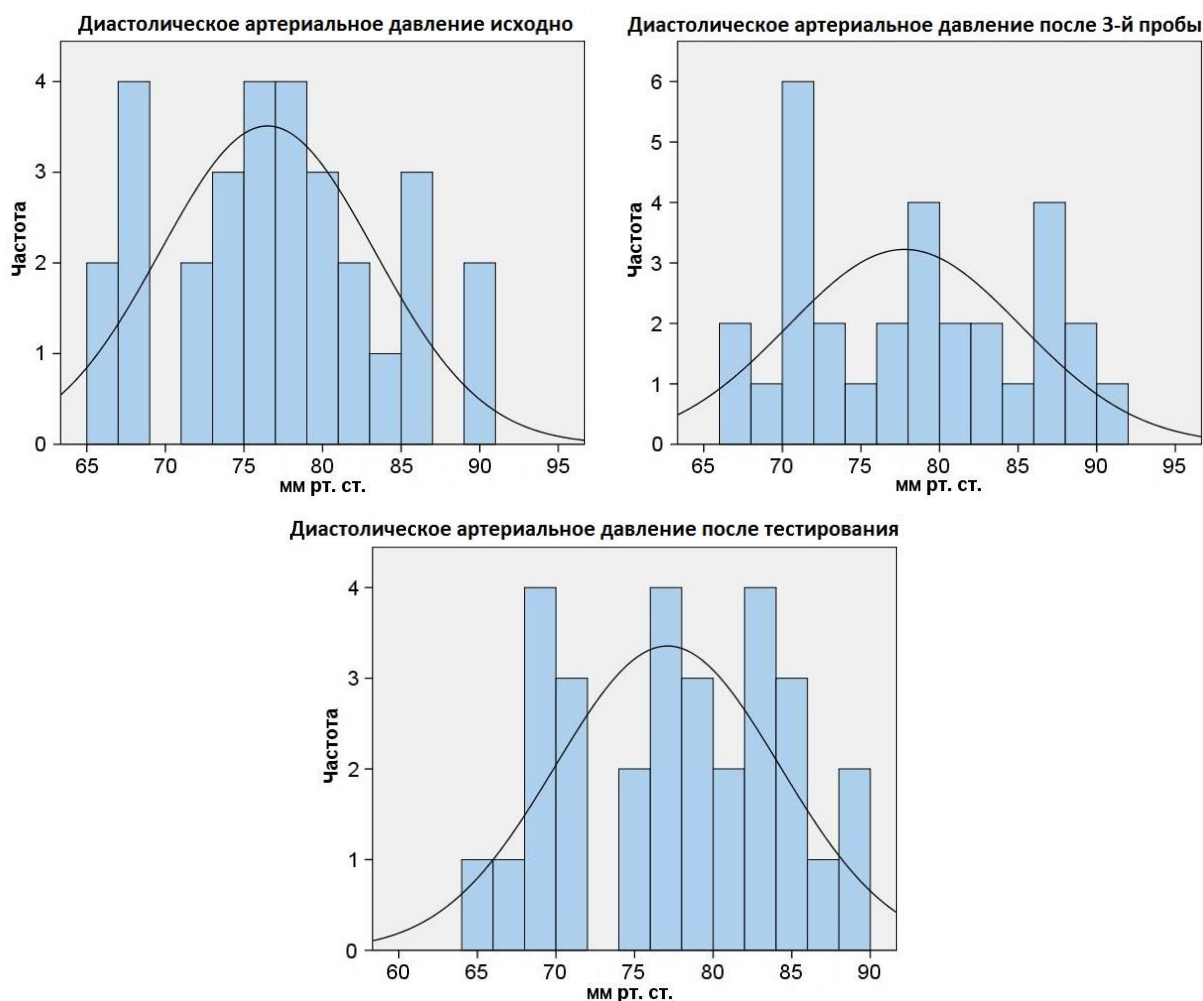 Диастолическое артериальное давление исходно
Частота
4
3
2
1
0
65 70 75 80 85 90 95
мм рт. ст.
Диастолическое артериальное давление после 3-й пробы
Частота
6
5
4
3
2
1
0
65 70 75 80 85 90 95
мм рт. ст.
Диастолическое артериальное давление после тестирования
Частота
4
3
2
1
0
60 65 70 75 80 85 90
мм рт. ст.